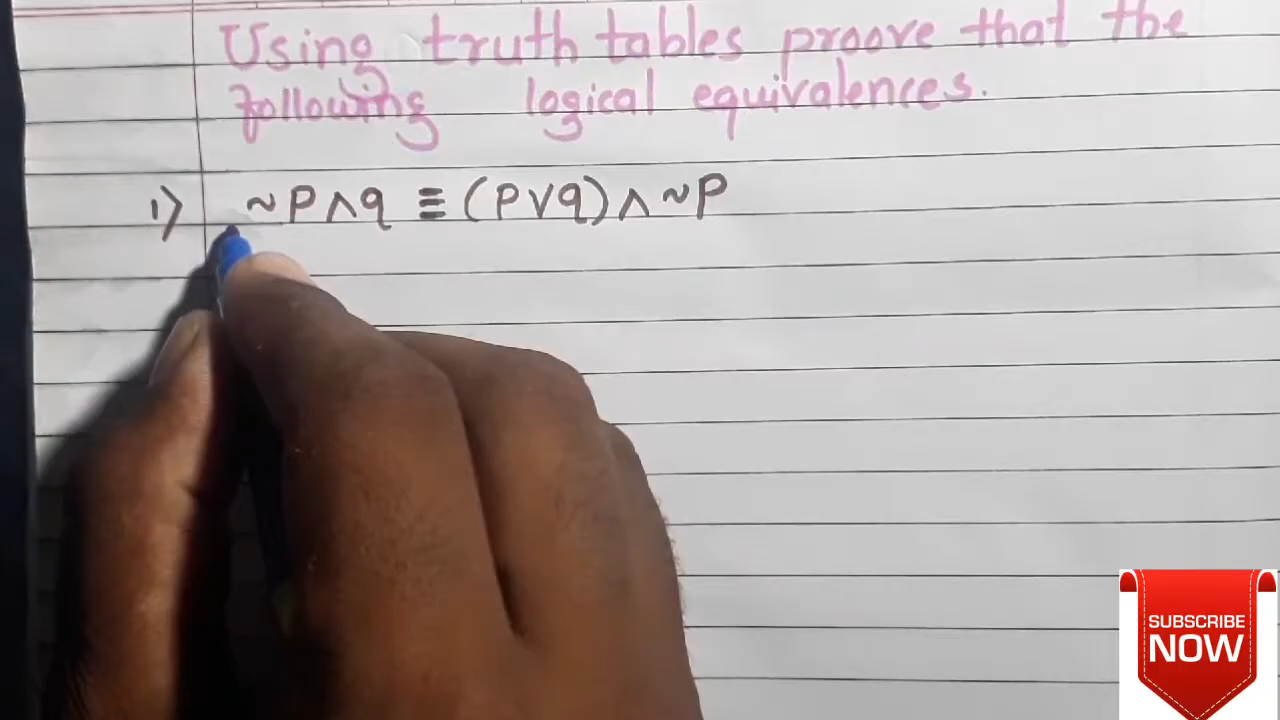 Using truth tables proove that the
following logical equivalences.
1) ~P∧q ≡ (P∨q)∧~P
SUBSCRIBE
NOW